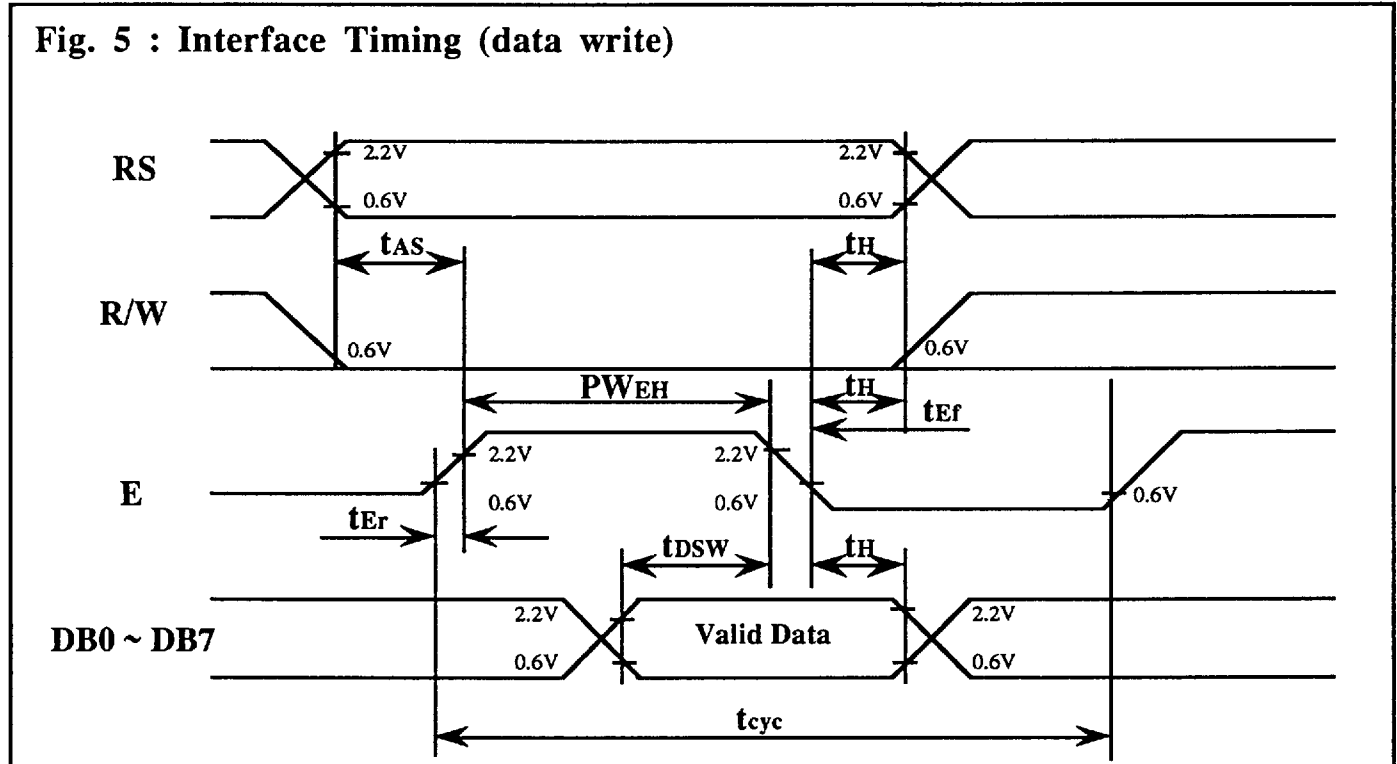 Fig. 5 : Interface Timing (data write)
RS
2.2V
2.2V
0.6V
0.6V
tAS
tH
R/W
0.6V
0.6V
PWEH
tH
tEf
E
2.2V
2.2V
0.6V
0.6V
0.6V
tEr
tDSW
tH
DB0 ~ DB7
2.2V
Valid Data
2.2V
0.6V
0.6V
tcyc